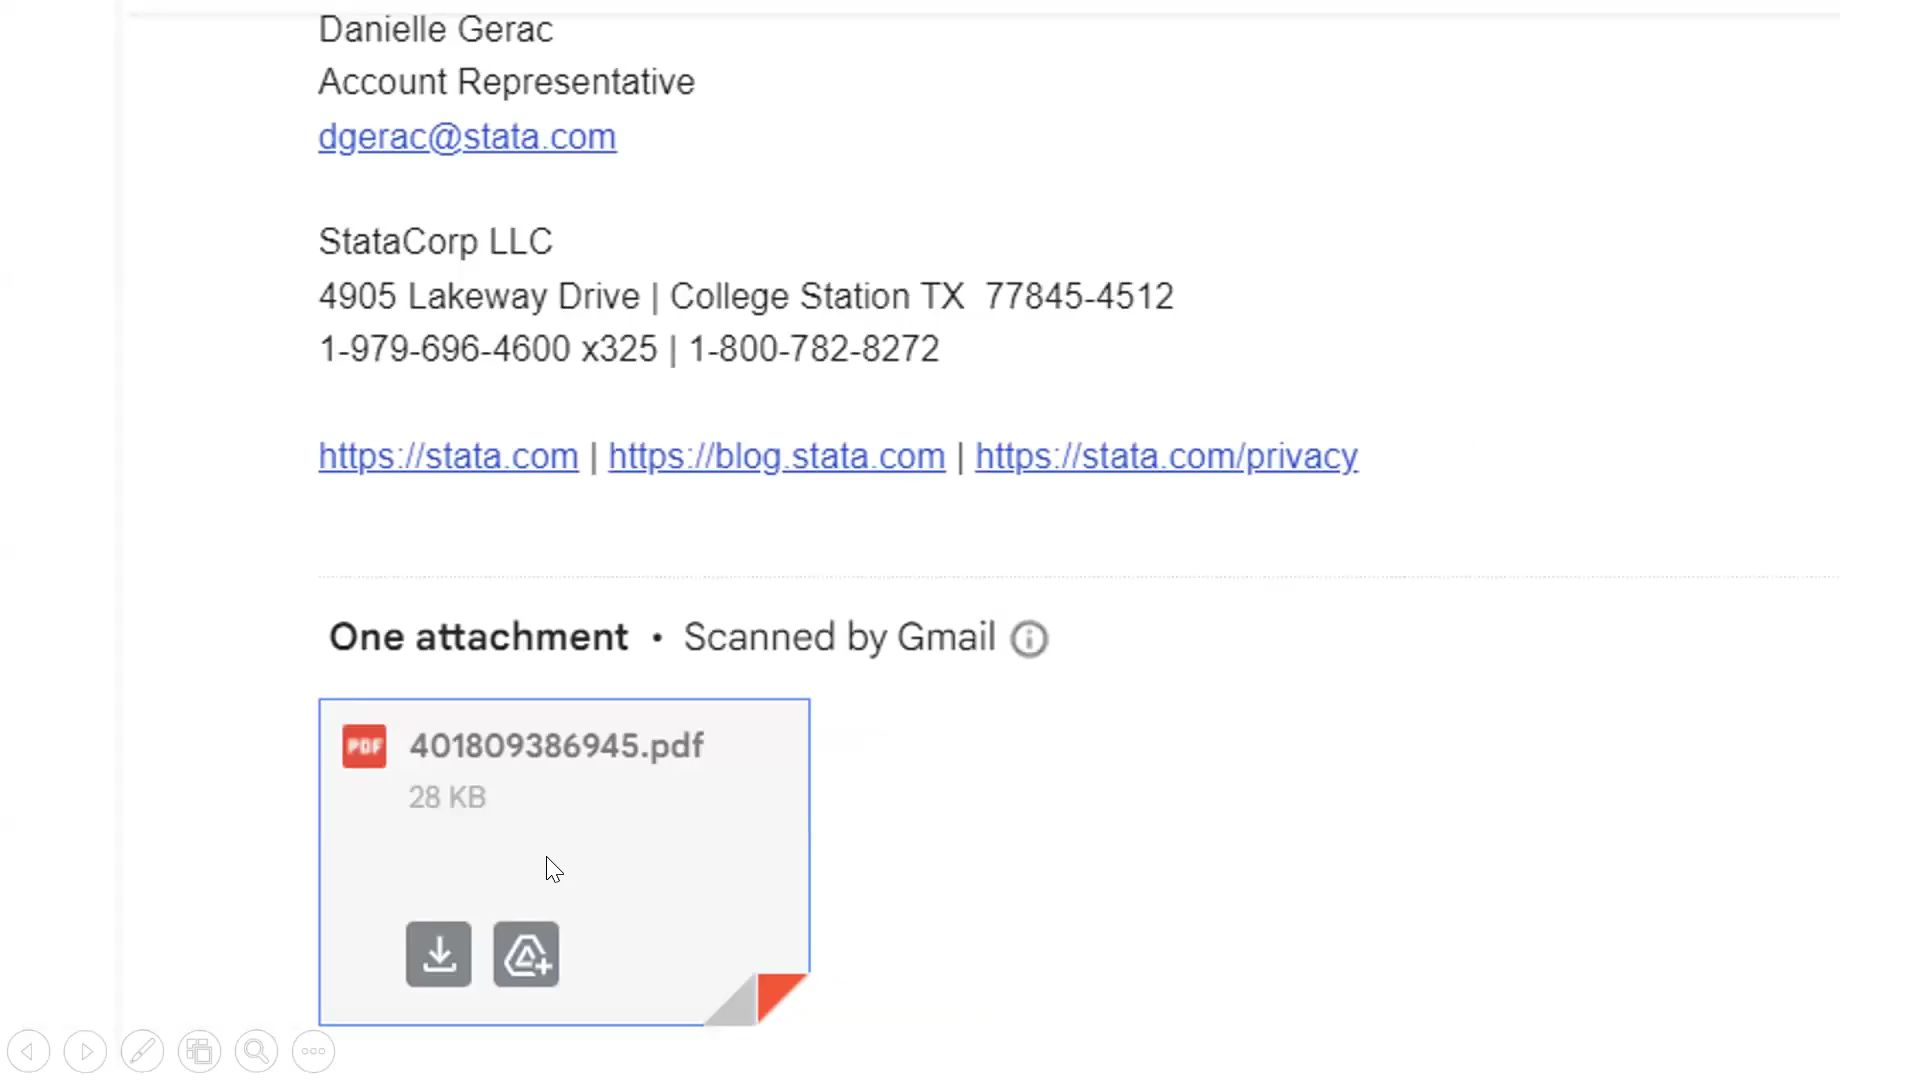 Danielle Gerac
Account Representative
dgerac@stata.com
StataCorp LLC
4905 Lakeway Drive | College Station TX  77845-4512
1-979-696-4600 x325 | 1-800-782-8272
https://stata.com | https://blog.stata.com | https://stata.com/privacy
One attachment • Scanned by Gmail
PDF 401809386945.pdf
28 KB